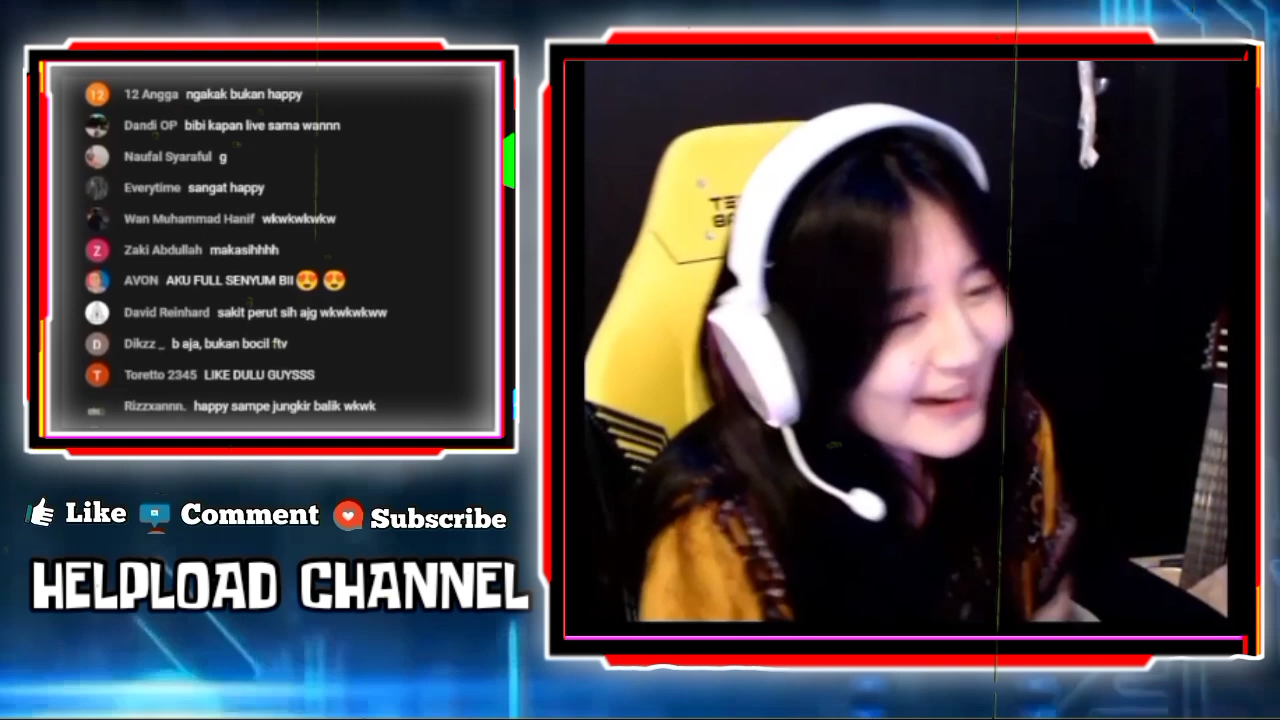 12 Angga ngakak bukan happy
Dandi OP bibi kapan live sama wannn
Naufal Syaraful g
Everytime sangat happy
Wan Muhammad Hanif wkwkwkwkw
Z Zaki Abdullah makasihhhh
AVON AKU FULL SENYUM BII😍😍
David Reinhard sakit perut sih ajg wkwkwkww
D Dikzz _ b aja, bukan bocil ftv
T Toretto 2345 LIKE DULU GUYSSS
Rizzxannn. happy sampe jungkir balik wkwk
Like Comment Subscribe
HELPLOAD CHANNEL